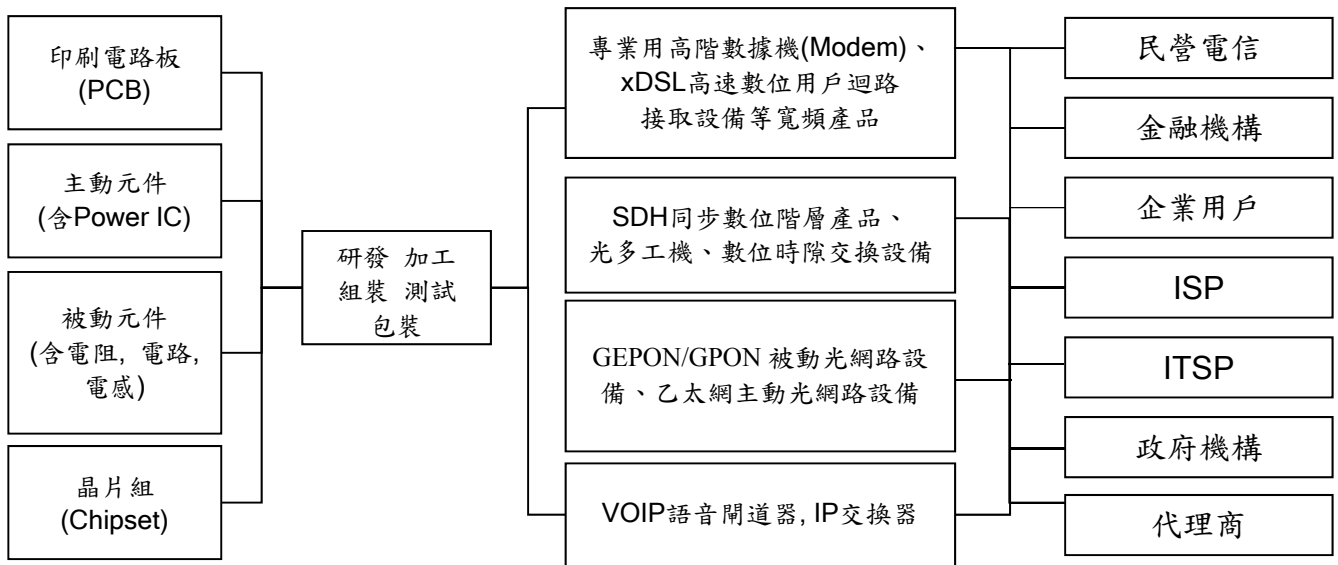 印刷電路板
(PCB)
主動元件
(含Power IC)
被動元件
(含電阻, 電路,
電感)
晶片組
(Chipset)
研發 加工
組裝 測試
包裝
專業用高階數據機(Modem)、
xDSL高速數位用戶迴路
接取設備等寬頻產品
SDH同步數位階層產品、
光多工機、數位時隙交換設備
GEPON/GPON 被動光網路設
備、乙太網主動光網路設備
VOIP語音閘道器, IP交換器
民營電信
金融機構
企業用戶
ISP
ITSP
政府機構
代理商